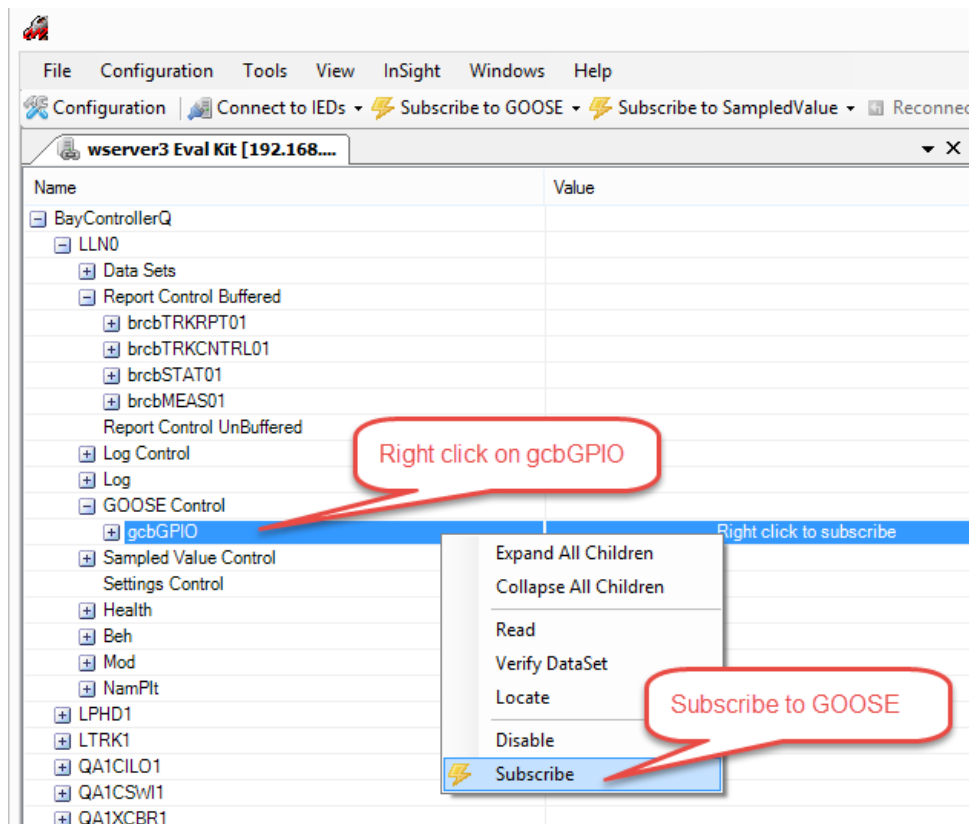 File Configuration Tools View InSight Windows Help
Configuration Connect to IEDs Subscribe to GOOSE Subscribe to SampledValue Reconnec
wserver3 Eval Kit [192.168....
Name Value
BayControllerQ
LLN0
Data Sets
Report Control Buffered
brcbTRKRPT01
brcbTRKCNTRL01
brcbSTAT01
brcbMEAS01
Report Control UnBuffered
Right click on gcbGPIO
Log Control
Log
GOOSE Control
gcbGPIO Right click to subscribe
Expand All Children
Sampled Value Control
Settings Control
Collapse All Children
Health
Read
Beh
Mod
Verify DataSet
NamPlt
Locate
Subscribe to GOOSE
LPHD1
LTRK1
Disable
QA1CILO1
Subscribe
QA1CSWI1
QA1XCBR1